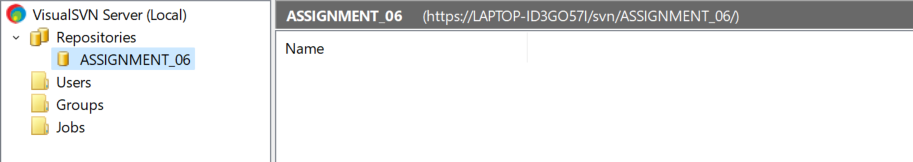 VisualSVN Server (Local)
Repositories
ASSIGNMENT_06
Users
Groups
Jobs
ASSIGNMENT_06 (https://LAPTOP-ID3GO57I/svn/ASSIGNMENT_06/)
Name